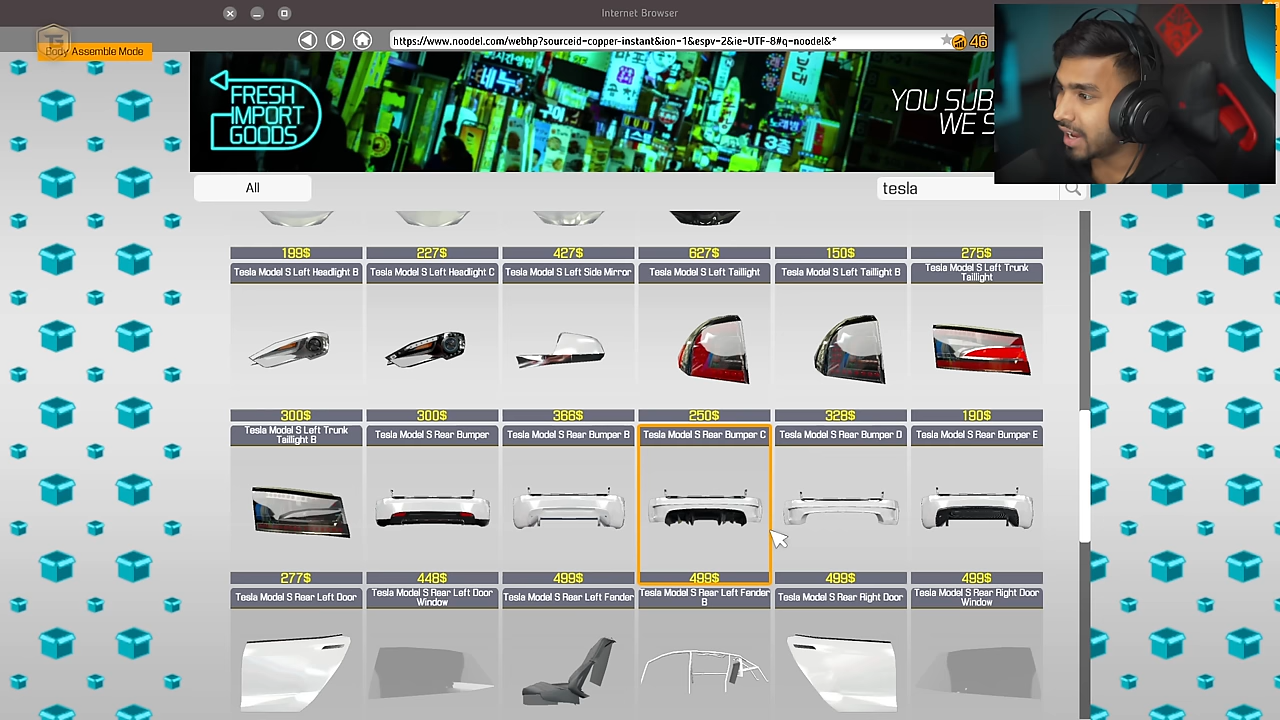 Internet Browser
TG
Body Assemble Mode
https://www.noodel.com/webhp?sourceid=copper-instant&ion=1&espv=2&ie=UTF-8#q=noodel&*
46
FRESH
IMPORT
GOODS
YOU SUB
WE S
All
tesla
199$ 227$ 427$ 627$ 150$ 275$
Tesla Model S Left Headlight B Tesla Model S Left Headlight C Tesla Model S Left Side Mirror Tesla Model S Left Taillight Tesla Model S Left Taillight B Tesla Model S Left Trunk
Taillight
300$ 300$ 368$ 250$ 328$ 190$
Tesla Model S Left Trunk
Taillight B
Tesla Model S Rear Bumper Tesla Model S Rear Bumper B Tesla Model S Rear Bumper C Tesla Model S Rear Bumper D Tesla Model S Rear Bumper E
277$ 448$ 499$ 499$ 499$ 499$
Tesla Model S Rear Left Door Tesla Model S Rear Left Door
Window
Tesla Model S Rear Left Fender Tesla Model S Rear Left Fender
B
Tesla Model S Rear Right Door Tesla Model S Rear Right Door
Window